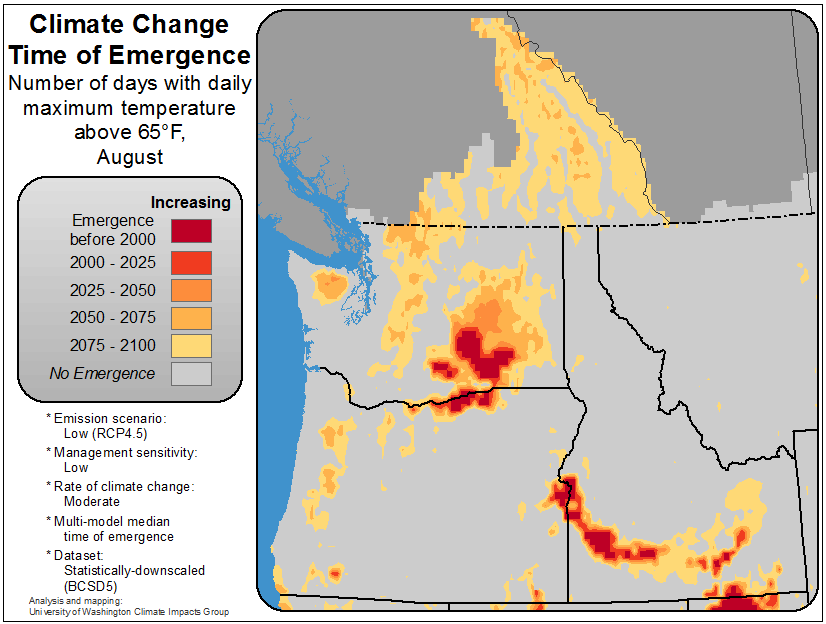 Climate Change
Time of Emergence
Number of days with daily
maximum temperature
above 65°F,
August
Increasing
Emergence
before 2000
2000 - 2025
2025 - 2050
2050 - 2075
2075 - 2100
No Emergence
* Emission scenario:
Low (RCP4.5)
* Management sensitivity:
Low
* Rate of climate change:
Moderate
* Multi-model median
time of emergence
* Dataset:
Statistically-downscaled
(BCSD5)
Analysis and mapping:
University of Washington Climate Impacts Group